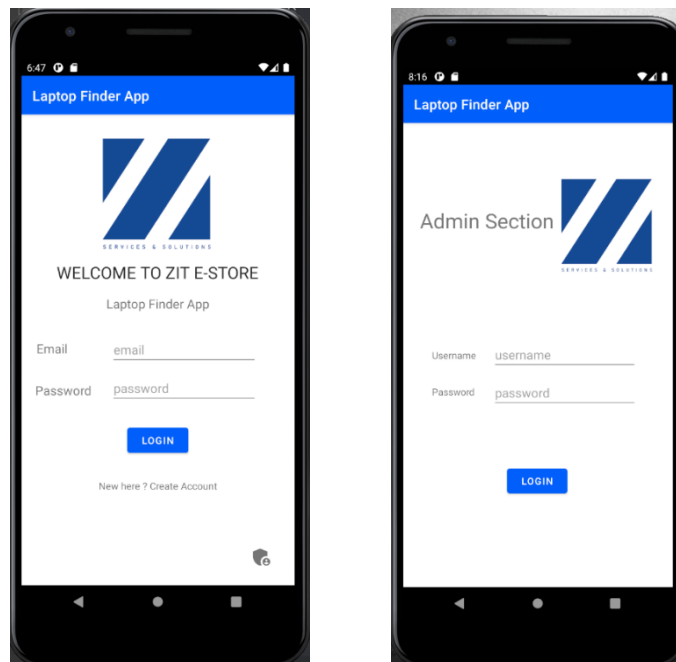 6:47
Laptop Finder App
SERVICES & SOLUTIONS
WELCOME TO ZIT E-STORE
Laptop Finder App
Email email
Password password
LOGIN
New here ? Create Account
8:16
Laptop Finder App
Admin Section
SERVICES & SOLUTIONS
Username username
Password password
LOGIN